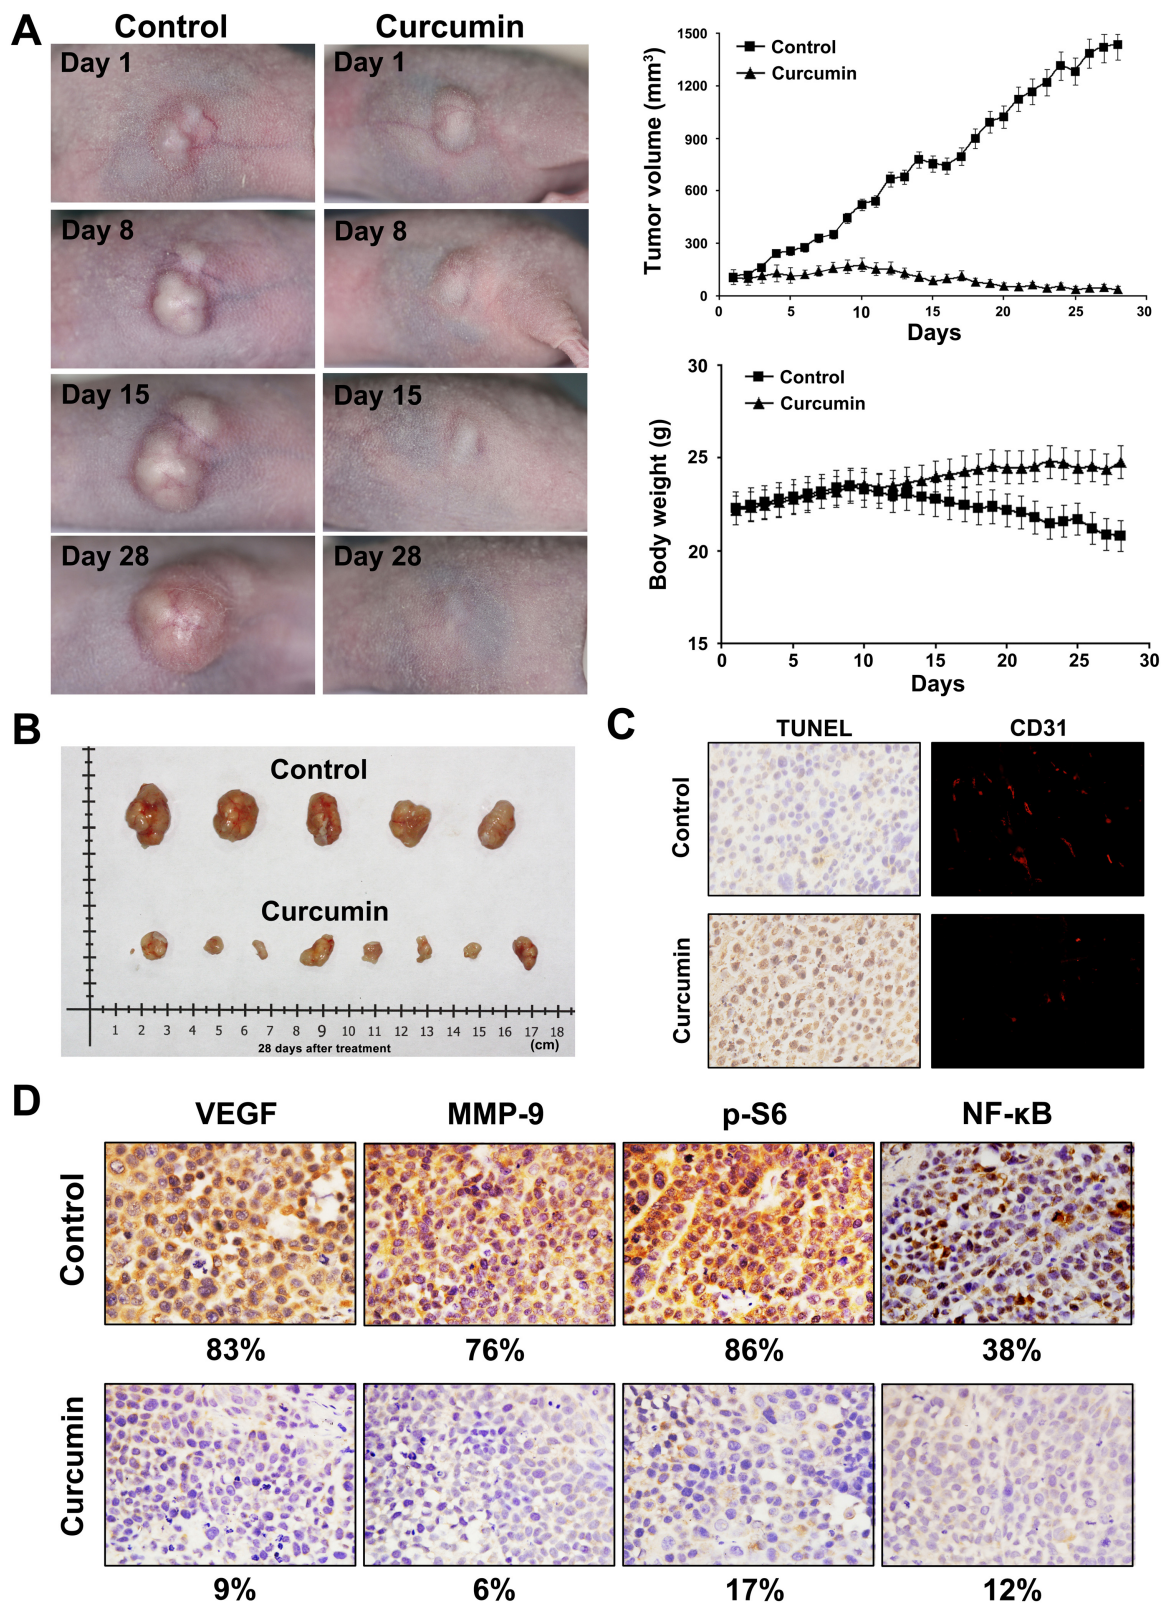 A
Control
Curcumin
Day 1
Day 1
Day 8
Day 8
Day 15
Day 15
Day 28
Day 28
Tumor volume (mm³)
1500
1200
900
600
300
0
Control
Curcumin
0 5 10 15 20 25 30
Days
Body weight (g)
30
25
20
15
Control
Curcumin
0 5 10 15 20 25 30
Days
B
Control
Curcumin
1 2 3 4 5 6 7 8 9 10 11 12 13 14 15 16 17 18
28 days after treatment
(cm)
C
TUNEL
CD31
Control
Curcumin
D
VEGF
MMP-9
p-S6
NF-κB
Control
83%
76%
86%
38%
Curcumin
9%
6%
17%
12%